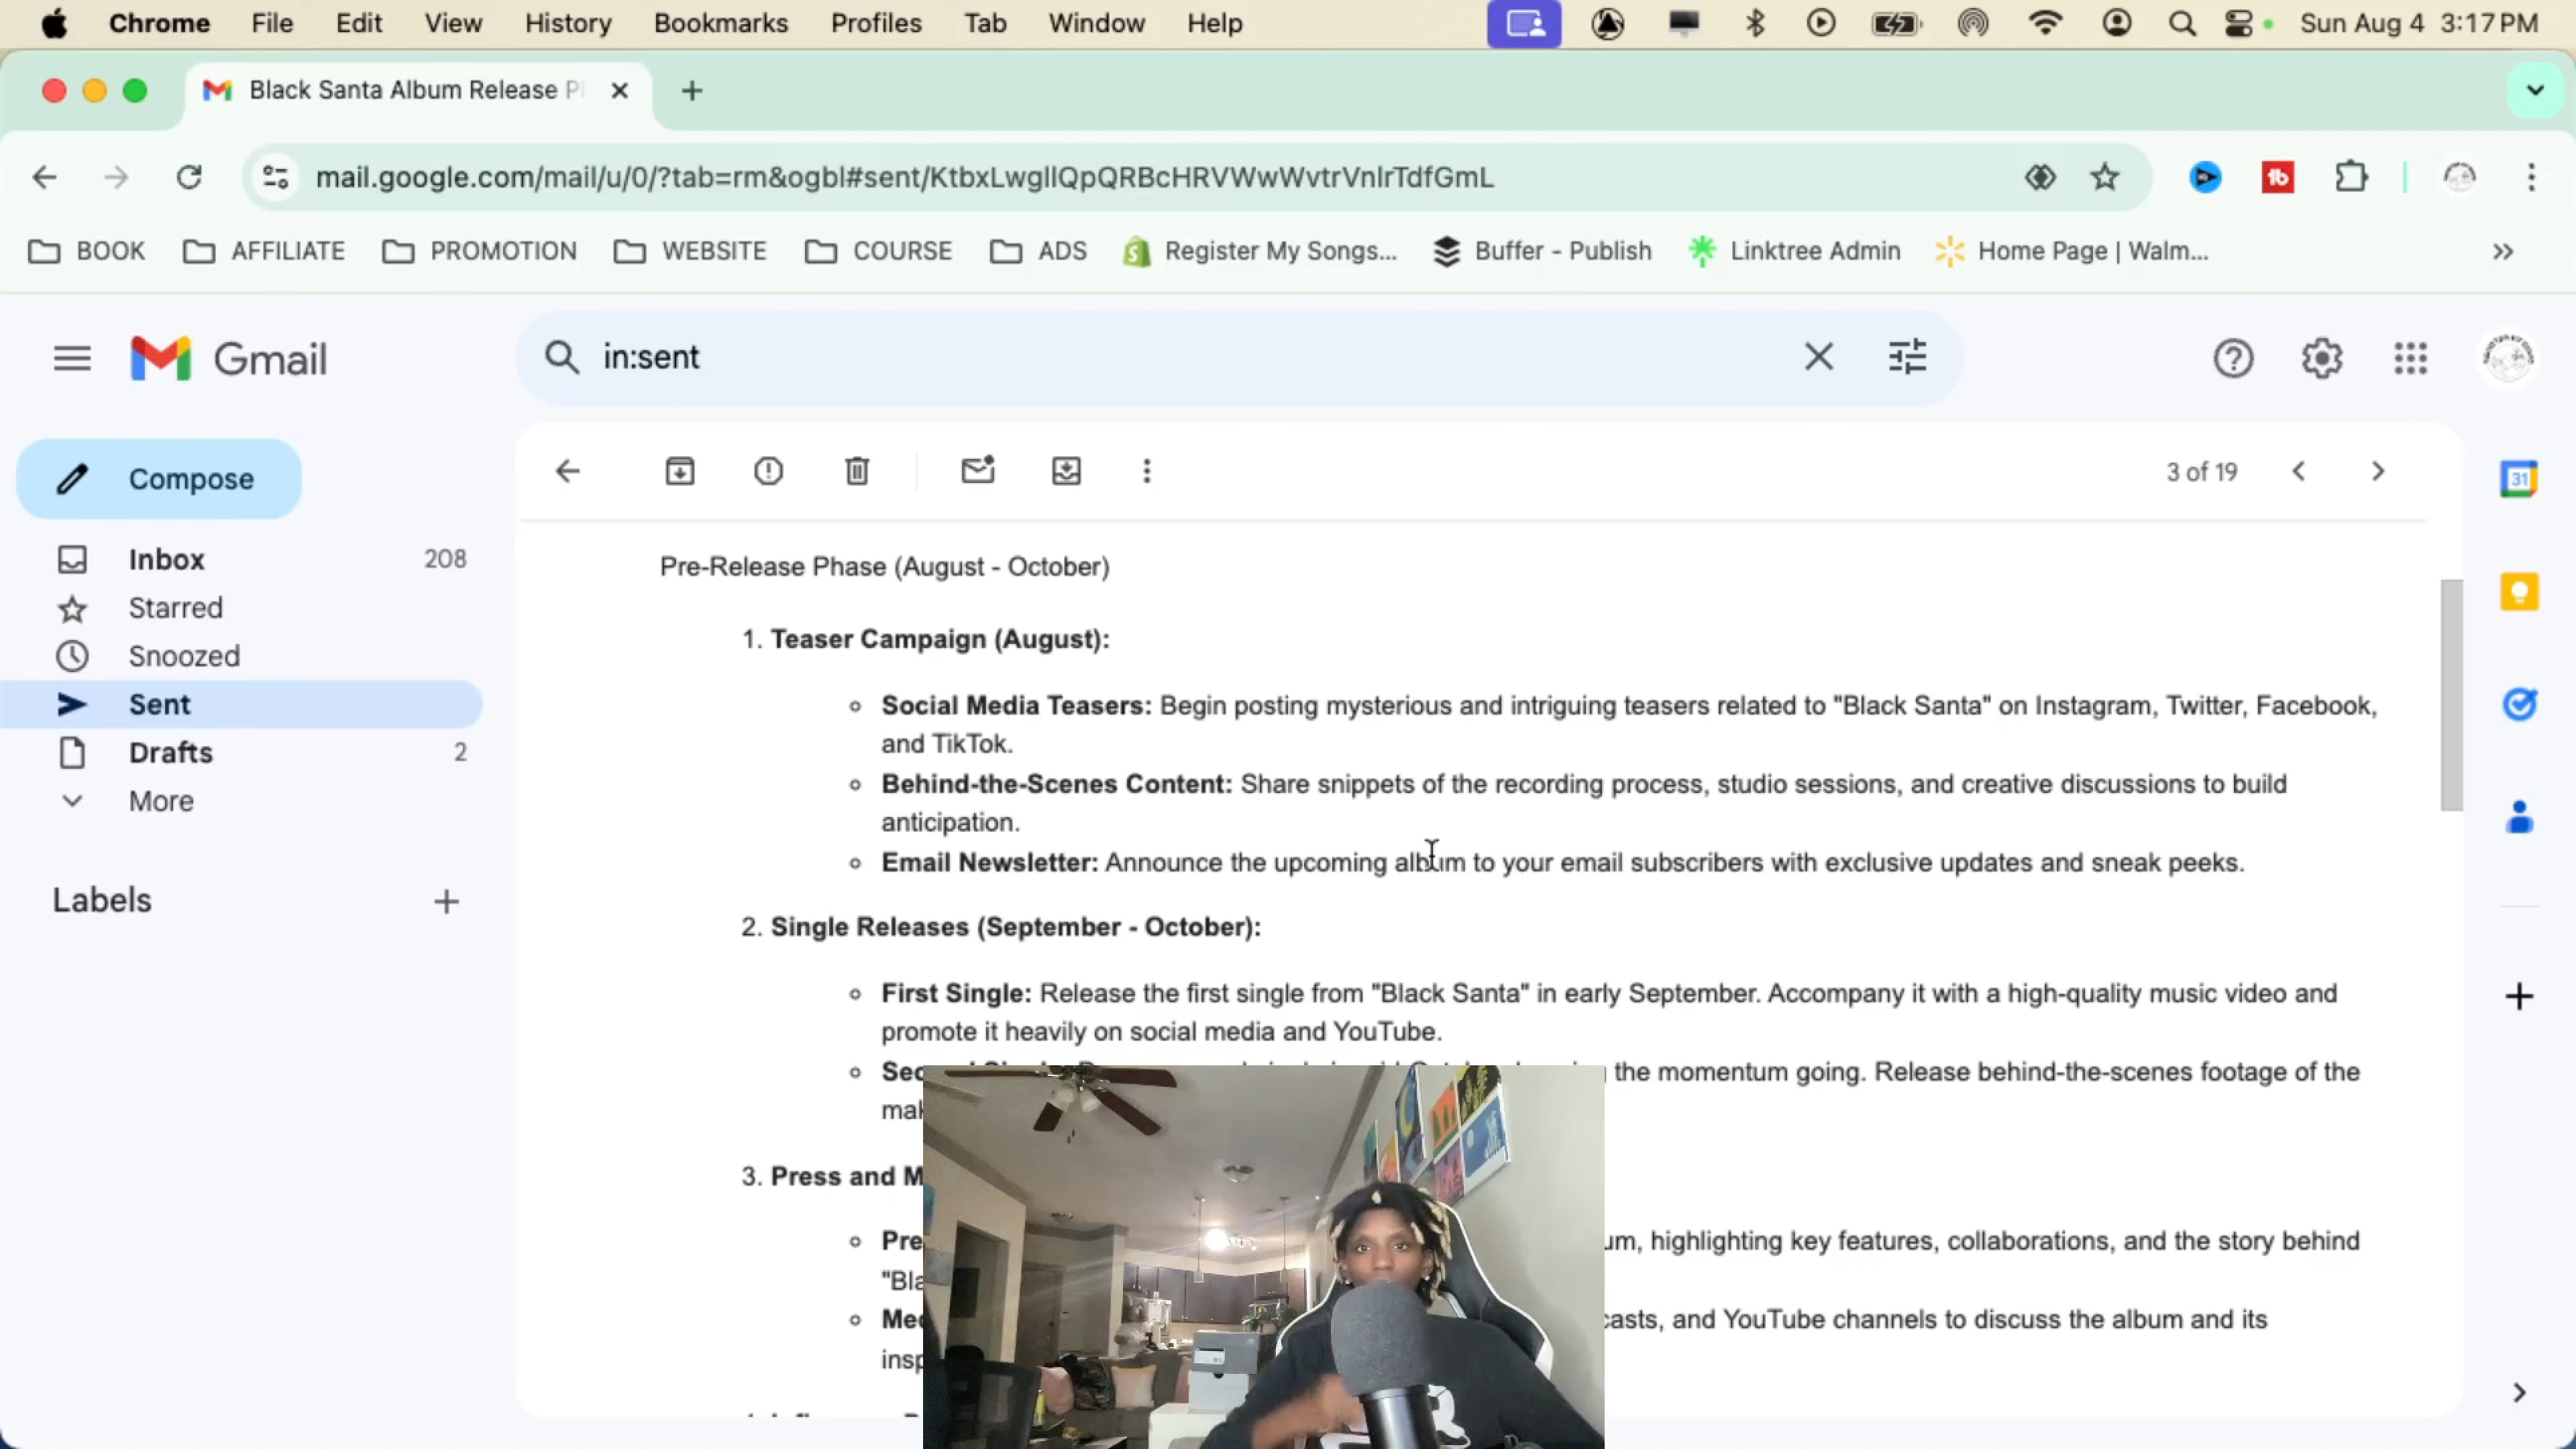 Chrome File Edit View History Bookmarks Profiles Tab Window Help Sun Aug 4 3:17 PM
Black Santa Album Release P
mail.google.com/mail/u/0/?tab=rm&ogbl#sent/KtbxLwgllQpQRBcHRVWwWvtrVnlrTdfGmL
BOOK AFFILIATE PROMOTION WEBSITE COURSE ADS Register My Songs... Buffer - Publish Linktree Admin Home Page | Walm...
Gmail
in:sent
Compose
3 of 19
31
Inbox 208
Starred
Snoozed
Sent
Drafts 2
More
Labels
Pre-Release Phase (August - October)
1. Teaser Campaign (August):
Social Media Teasers: Begin posting mysterious and intriguing teasers related to "Black Santa" on Instagram, Twitter, Facebook,
and TikTok.
Behind-the-Scenes Content: Share snippets of the recording process, studio sessions, and creative discussions to build
anticipation.
Email Newsletter: Announce the upcoming album to your email subscribers with exclusive updates and sneak peeks.
2. Single Releases (September - October):
First Single: Release the first single from "Black Santa" in early September. Accompany it with a high-quality music video and
promote it heavily on social media and YouTube.
the momentum going. Release behind-the-scenes footage of the
3. Press and M
Pre um, highlighting key features, collaborations, and the story behind
"Bla
Med casts, and YouTube channels to discuss the album and its
insp